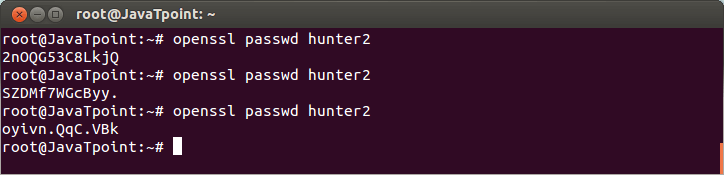 root@JavaTpoint: ~
root@JavaTpoint:~# openssl passwd hunter2
2nOQG53C8LkjQ
root@JavaTpoint:~# openssl passwd hunter2
SZDMf7WGcByy.
root@JavaTpoint:~# openssl passwd hunter2
oyivn.QqC.VBk
root@JavaTpoint:~#